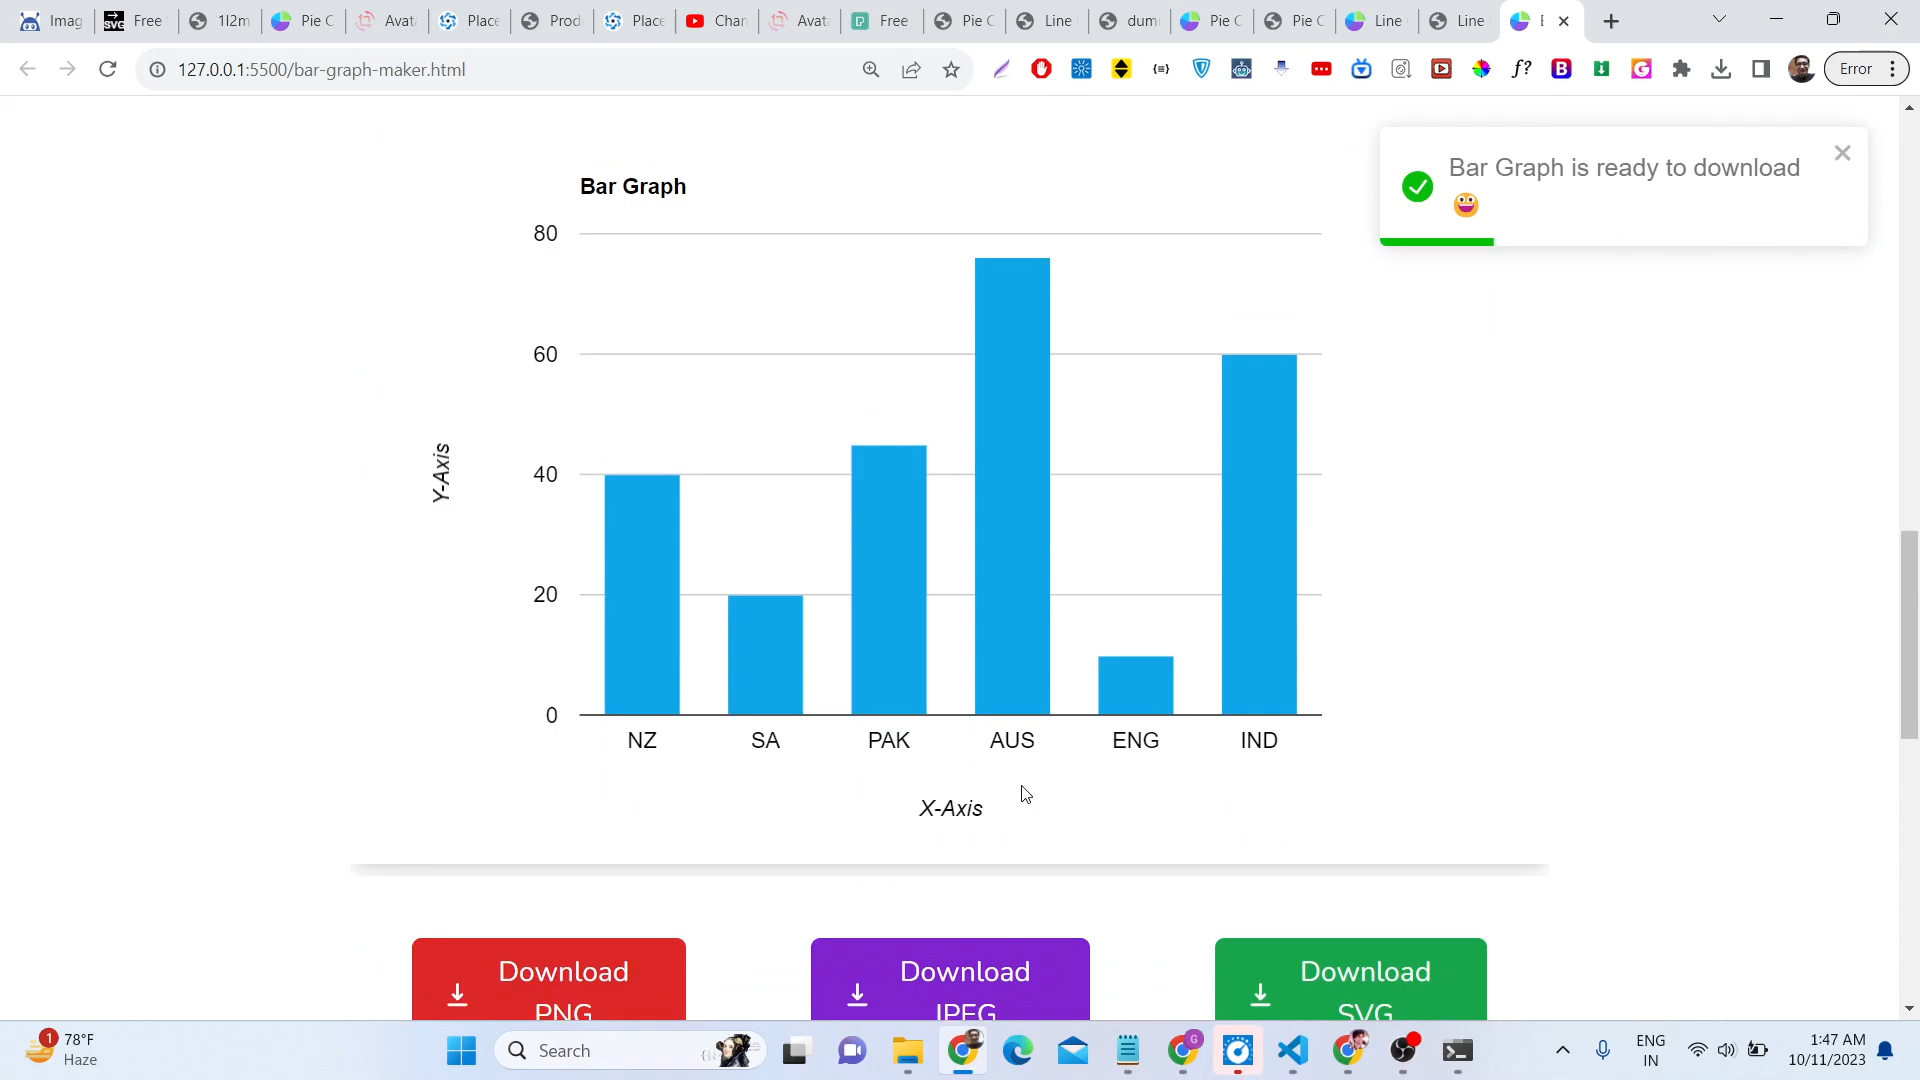 Imag
Free
1l2m
Pie C
Avata
Place
Prod
Place
Chan
Avata
Free
Pie C
Line
dum
Pie C
Pie C
Line
Line
127.0.0.1:5500/bar-graph-maker.html
Error
Bar Graph is ready to download
Bar Graph
80
60
40
20
0
Y-Axis
NZ SA PAK AUS ENG IND
X-Axis
Download PNG
Download JPEG
Download SVG
1
78°F
Haze
Search
ENG
IN
1:47 AM
10/11/2023